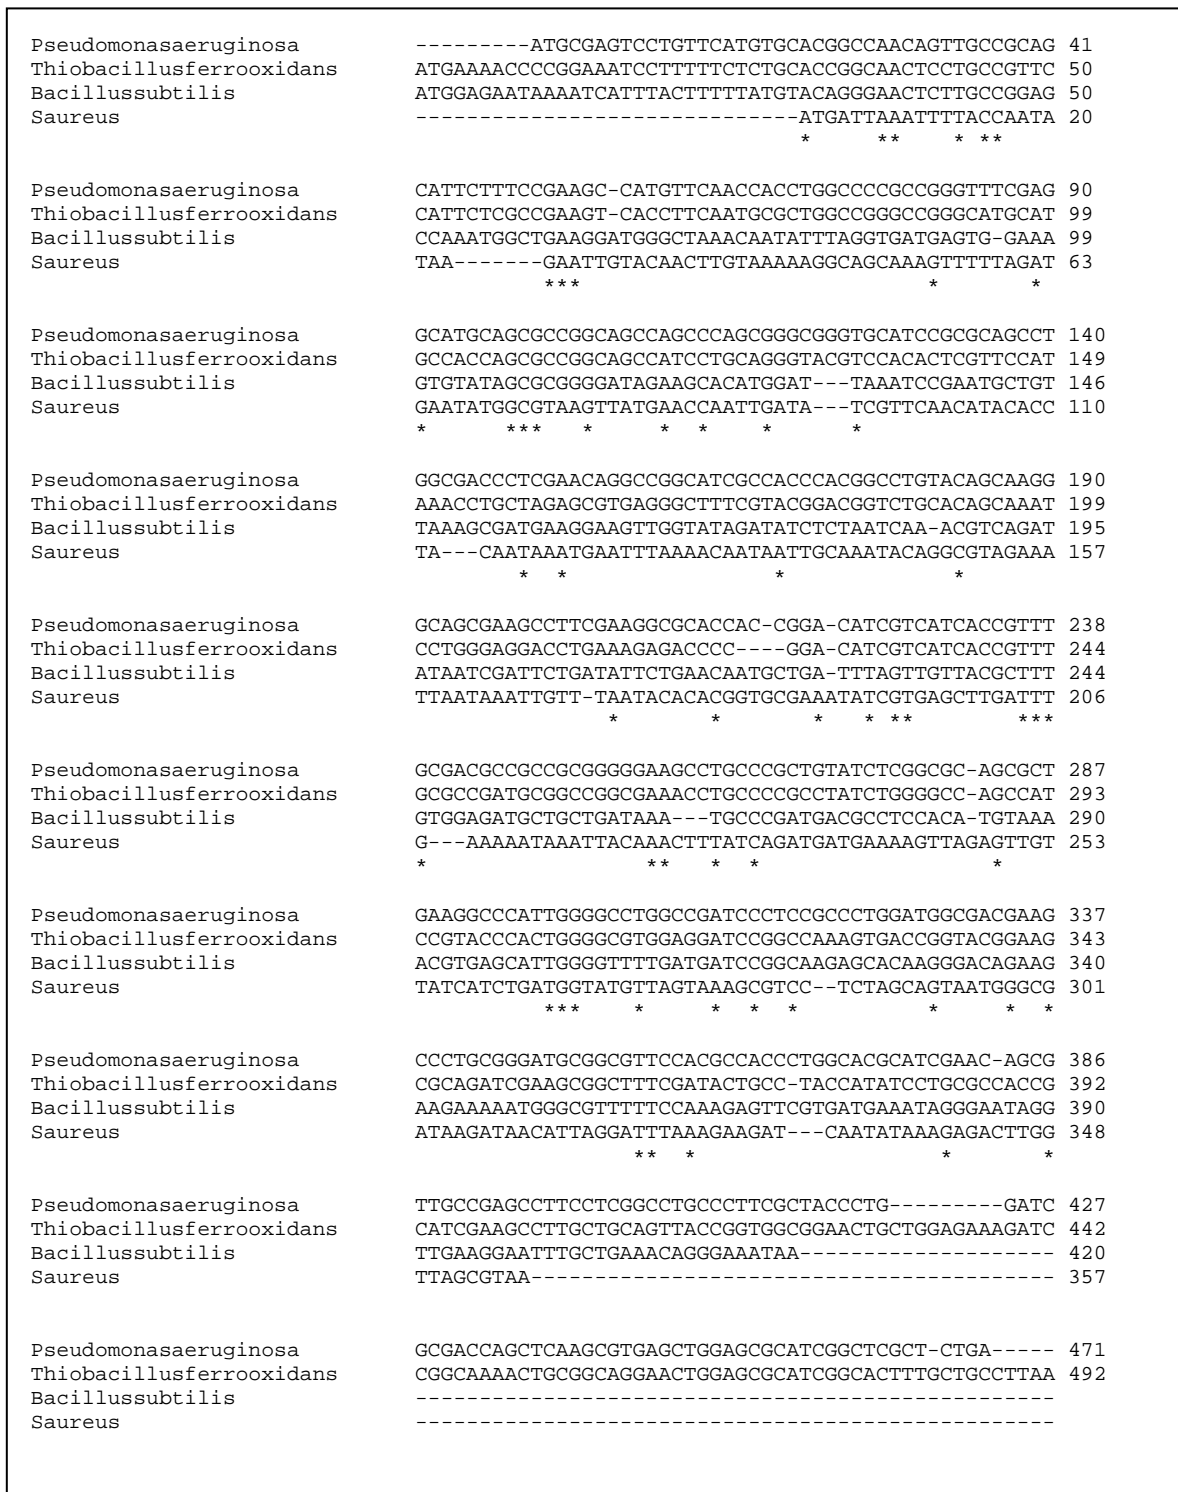 Pseudomonasaeruginosa ---------ATGCGAGTCCTGTTCATGTGCACGGCCAACAGTTGCCGCAG 41
Thiobacillusferrooxidans ATGAAAACCCCGGAAATCCTTTTTCTCTGCACCGGCAACTCCTGCCGTTC 50
Bacillussubtilis ATGGAGAATAAAATCATTTACTTTTTATGTACAGGGAACTCTTGCCGGAG 50
Saureus ------------------------------ATGATTAAATTTTACCAATA 20
* ** * **
Pseudomonasaeruginosa CATTCTTTCCGAAGC-CATGTTCAACCACCTGGCCCCGCCGGGTTTCGAG 90
Thiobacillusferrooxidans CATTCTCGCCGAAGT-CACCTTCAATGCGCTGGCCGGGCCGGGCATGCAT 99
Bacillussubtilis CCAAATGGCTGAAGGATGGGCTAAACAATATTTAGGTGATGAGTG-GAAA 99
Saureus TAA-------GAATTGTACAACTTGTAAAAAGGCAGCAAAGTTTTTAGAT 63
*** * *
Pseudomonasaeruginosa GCATGCAGCGCCGGCAGCCAGCCCAGCGGGCGGGTGCATCCGCGCAGCCT 140
Thiobacillusferrooxidans GCCACCAGCGCCGGCAGCCATCCTGCAGGGTACGTCCACACTCGTTCCAT 149
Bacillussubtilis GTGTATAGCGCGGGGATAGAAGCACATGGAT---TAAATCCGAATGCTGT 146
Saureus GAATATGGCGTAAGTTATGAACCAATTGATA---TCGTTCAACATACACC 110
* *** * * * * *
Pseudomonasaeruginosa GGCGACCCTCGAACAGGCCGGCATCGCCACCCACGGCCTGTACAGCAAGG 190
Thiobacillusferrooxidans AAACCTGCTAGAGCGTGAGGGCTTTCGTACGGACGGTCTGCACAGCAAAT 199
Bacillussubtilis TAAAGCGATGAAGGAAGTTGGTATAGATATCTCTAATCAA-ACGTCAGAT 195
Saureus TA---CAATAAATGAATTTAAAACAATAATTGCAAATACAGGCGTAGAAA 157
* * * *
Pseudomonasaeruginosa GCAGCGAAGCCTTCGAAGGCGCACCAC-CGGA-CATCGTCATCACCGTTT 238
Thiobacillusferrooxidans CCTGGGAGGACCTGAAAGAGACCCC----GGA-CATCGTCATCACCGTTT 244
Bacillussubtilis ATAATCGATTCTGATATTCTGAACAATGCTGA-TTTAGTTGTTACGCTTT 244
Saureus TTAATAAATTGTT-TAATACACACGGTGCGAAATATCGTGAGCTTGATTT 206
* * * * ** ***
Pseudomonasaeruginosa GCGACGCCGCCGCGGGGGAAGCCTGCCCGCTGTATCTCGGCGC-AGCGCT 287
Thiobacillusferrooxidans GCGCCGATGCGGCCGGCGAAACCTGCCCCGCCTATCTGGGGCC-AGCCAT 293
Bacillussubtilis GTGGAGATGCTGCTGATAAA---TGCCCGATGACGCCTCCACA-TGTAAA 290
Saureus G---AAAAATAAATTACAAACTTTATCAGATGATGAAAAGTTAGAGTTGT 253
* ** * * *
Pseudomonasaeruginosa GAAGGCCCATTGGGGCCTGGCCGATCCCTCCGCCCTGGATGGCGACGAAG 337
Thiobacillusferrooxidans CCGTACCCACTGGGGCGTGGAGGATCCGGCCAAAGTGACCGGTACGGAAG 343
Bacillussubtilis ACGTGAGCATTGGGGTTTTGATGATCCGGCAAGAGCACAAGGGACAGAAG 340
Saureus TATCATCTGATGGTATGTTAGTAAAGCGTCC--TCTAGCAGTAATGGGCG 301
*** * * * * * * *
Pseudomonasaeruginosa CCCTGCGGGATGCGGCGTTCCACGCCACCCTGGCACGCATCGAAC-AGCG 386
Thiobacillusferrooxidans CGCAGATCGAAGCGGCTTTCGATACTGCC-TACCATATCCTGCGCCACCG 392
Bacillussubtilis AAGAAAAATGGGCGTTTTTCCAAAGAGTTCGTGATGAAATAGGGAATAGG 390
Saureus ATAAGATAACATTAGGATTTAAAGAAGAT---CAATATAAAGAGACTTGG 348
** * * *
Pseudomonasaeruginosa TTGCCGAGCCTTCCTCGGCCTGCCCTTCGCTACCCTG---------GATC 427
Thiobacillusferrooxidans CATCGAAGCCTTGCTGCAGTTACCGGTGGCGGAACTGCTGGAGAAAGATC 442
Bacillussubtilis TTGAAGGAATTTGCTGAAACAGGGAAATAA-------------------- 420
Saureus TTAGCGTAA----------------------------------------- 357
Pseudomonasaeruginosa GCGACCAGCTCAAGCGTGAGCTGGAGCGCATCGGCTCGCT-CTGA----- 471
Thiobacillusferrooxidans CGGCAAAACTGCGGCAGGAACTGGAGCGCATCGGCACTTTGCTGCCTTAA 492
Bacillussubtilis --------------------------------------------------
Saureus --------------------------------------------------